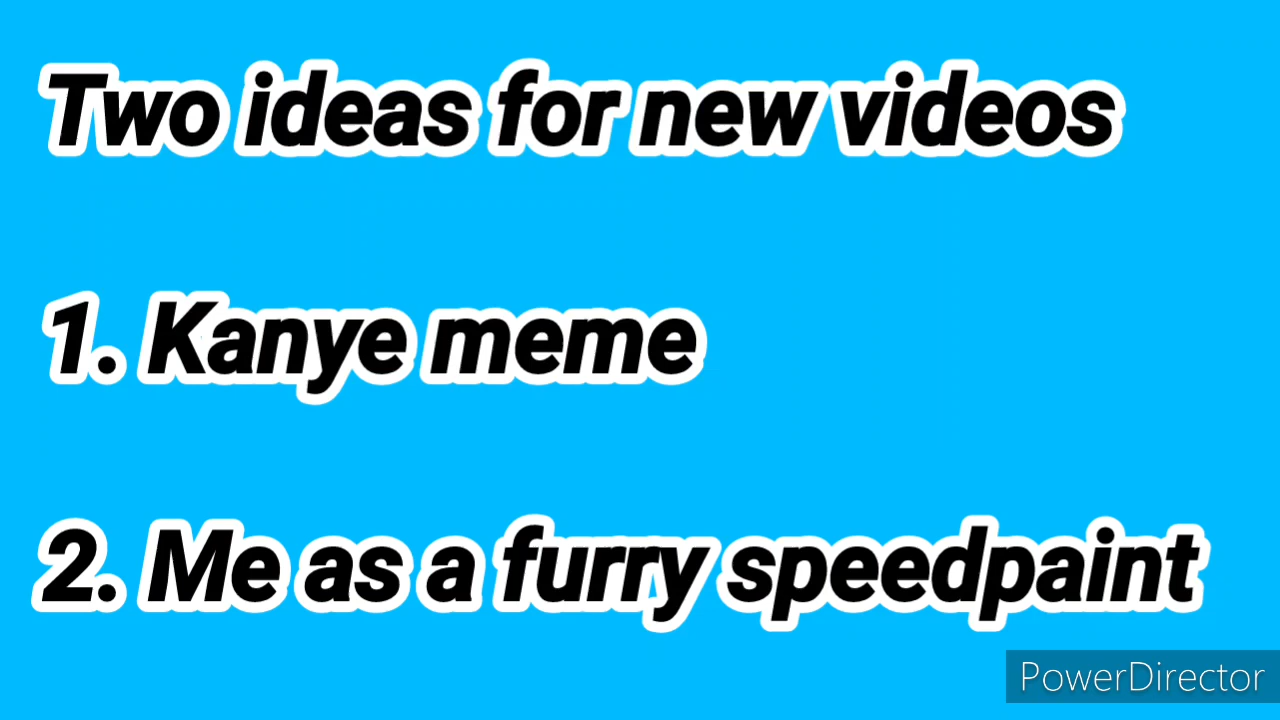 Two ideas for new videos
1. Kanye meme
2. Me as a furry speedpaint
PowerDirector